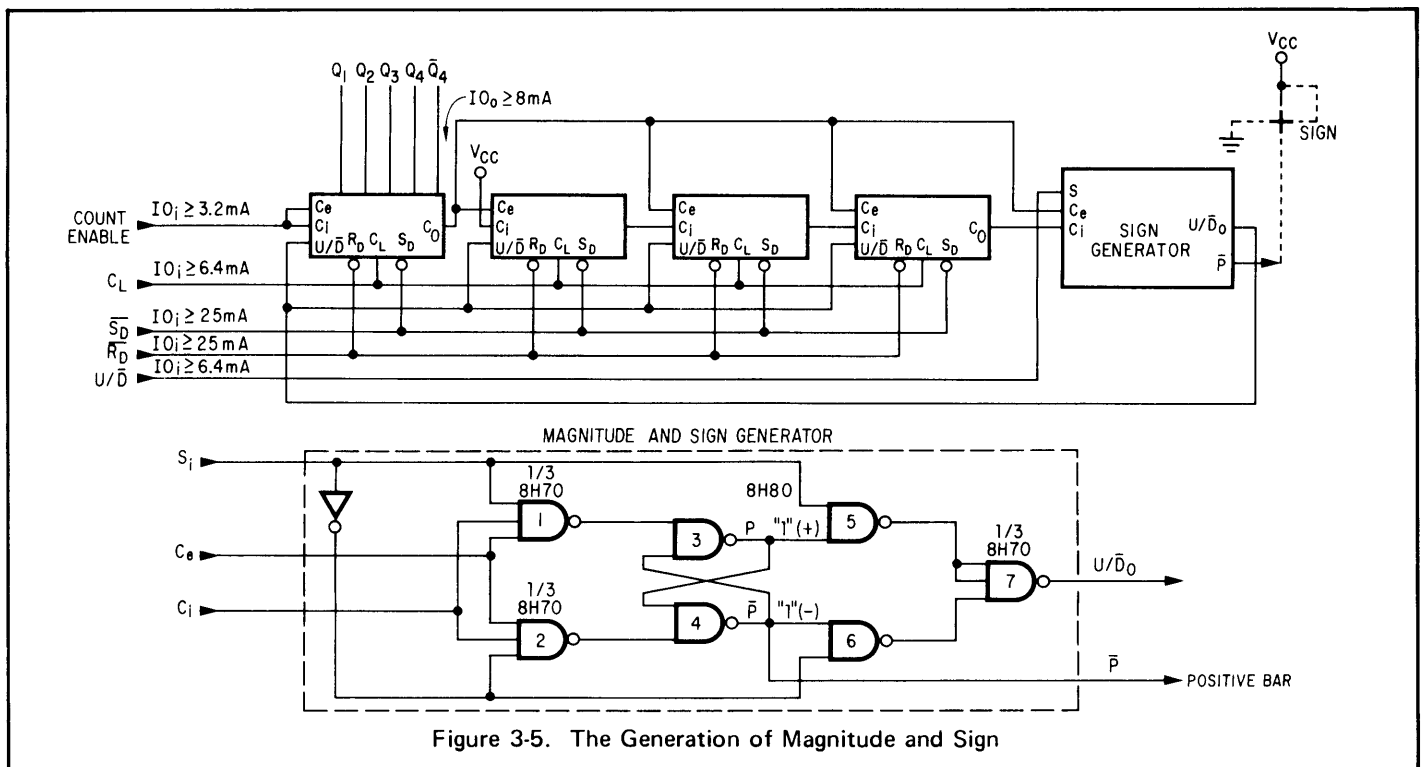 Q1 Q2 Q3 Q4 Q̄4
IO₀ ≥ 8mA
VCC
VCC
SIGN
COUNT
ENABLE
IOi ≥ 3.2mA
Ce
Ci
U/D̄ RD CL SD
CO
Ce
Ci
U/D̄ RD CL SD
Ce
Ci
U/D̄ RD CL SD
Ce
Ci
U/D̄ RD CL SD
CO
S
Ce
Ci
SIGN
GENERATOR
U/D̄O
P̄
CL
IOi ≥ 6.4mA
S̄D̄
IOi ≥ 25mA
R̄D̄
IOi ≥ 25mA
U/D̄
IOi ≥ 6.4mA
MAGNITUDE AND SIGN GENERATOR
Si
Ce
Ci
1/3
8H70
1
1/3
8H70
2
3
P "1"(+)
4
P̄ "1"(-)
8H80
5
6
1/3
8H70
7
U/D̄O
P̄
POSITIVE BAR
Figure 3-5. The Generation of Magnitude and Sign